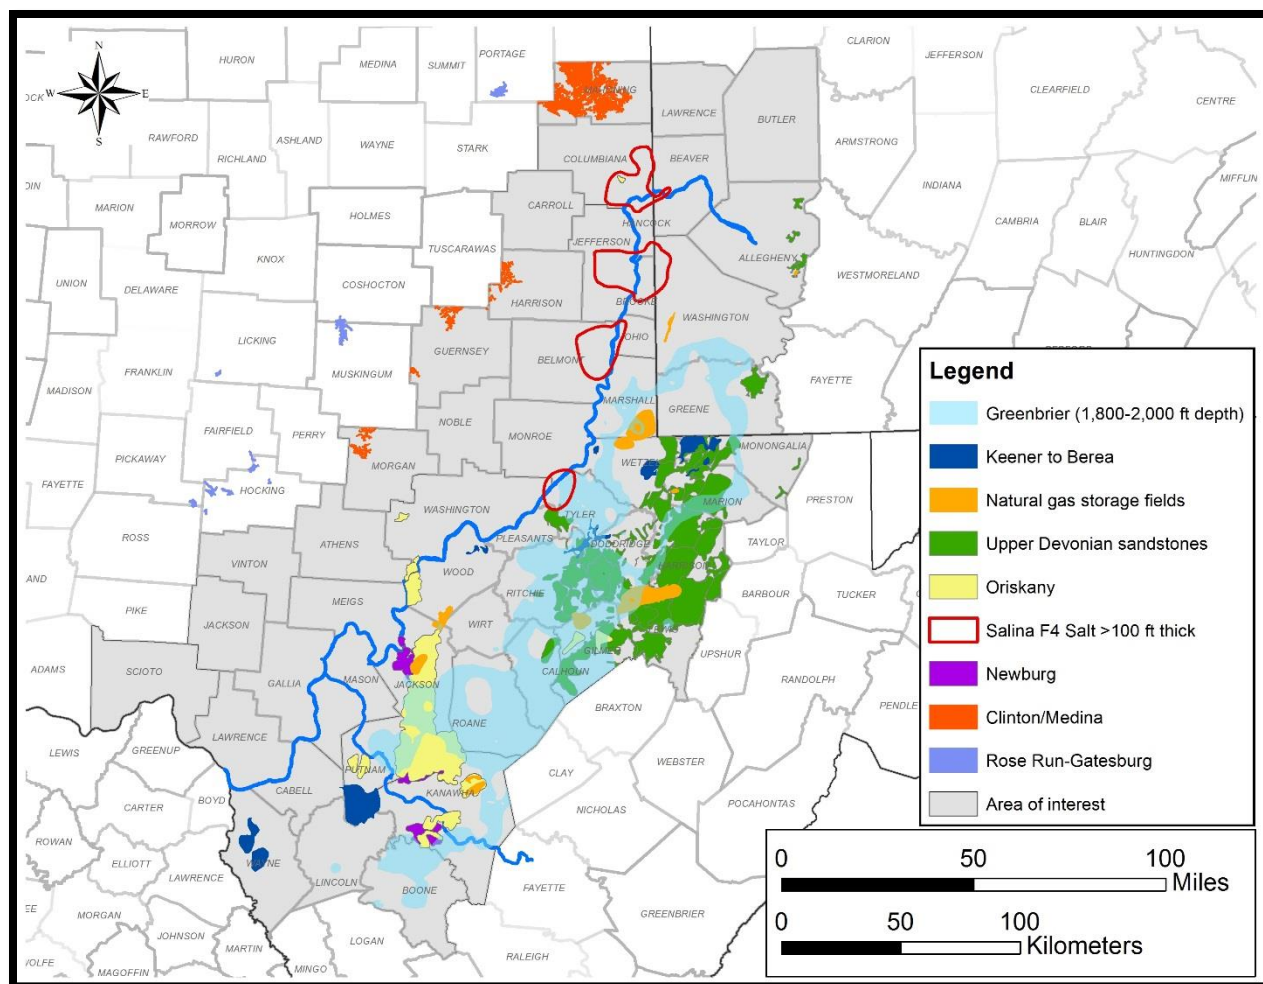 CLARION
JEFFERSON
HURON
PORTAGE
MEDINA
SUMMIT
CLEARFIELD
CENTRE
N
W
E
S
LAWRENCE
BUTLER
RAWFORD
ASHLAND
WAYNE
STARK
RICHLAND
COLUMBIANA
BEAVER
ARMSTRONG
INDIANA
MIFFLIN
DIN
MARION
MORROW
HOLMES
CARROLL
CAMBRIA
BLAIR
HANCOCK
JEFFERSON
TUSCARAWAS
HUNTINGDON
KNOX
ALLEGHENY
WESTMORELAND
UNION
DELAWARE
COSHOCTON
HARRISON
BROOKE
WASHINGTON
LICKING
GUERNSEY
BELMONT
OHIO
FRANKLIN
MUSKINGUM
FAYETTE
MADISON
MARSHALL
GREENE
NOBLE
MONROE
FAIRFIELD
PERRY
PICKAWAY
MORGAN
MONONGALIA
WETZEL
FAYETTE
HOCKING
PRESTON
MARION
WASHINGTON
TYLER
ROSS
ATHENS
PLEASANTS
DODDRIDGE
TAYLOR
VINTON
WOOD
HARRISON
AND
PIKE
MEIGS
RITCHIE
BARBOUR
TUCKER
JACKSON
WIRT
GILMER
UPSHUR
ADAMS
SCIOTO
GALLIA
MASON
JACKSON
CALHOUN
RANDOLPH
PENDLE
ROANE
BRAXTON
LAWRENCE
LEWIS
GREENUP
PUTNAM
CLAY
WEBSTER
CABELL
KANAWHA
BOYD
CARTER
NICHOLAS
POCAHONTAS
ROWAN
ELLIOTT
WAYNE
LAWRENCE
LINCOLN
BOONE
FAYETTE
EE
MORGAN
LOGAN
GREENBRIER
JOHNSON
MARTIN
RALEIGH
WOLFE
MAGOFFIN
MINGO
Legend
Greenbrier (1,800-2,000 ft depth)
Keener to Berea
Natural gas storage fields
Upper Devonian sandstones
Oriskany
Salina F4 Salt >100 ft thick
Newburg
Clinton/Medina
Rose Run-Gatesburg
Area of interest
0 50 100
Miles
0 50 100
Kilometers